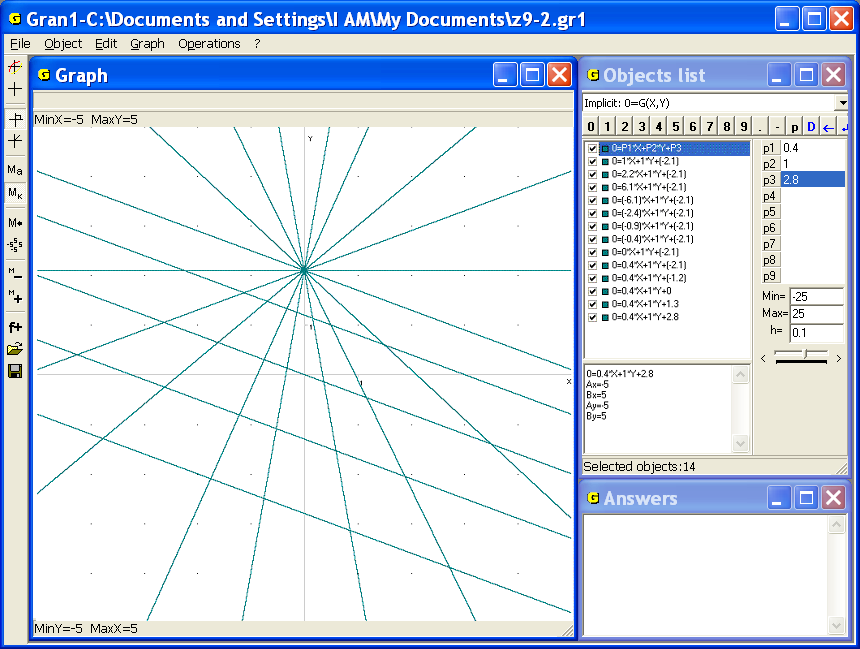 Gran1-C:\Documents and Settings\I AM\My Documents\z9-2.gr1
File Object Edit Graph Operations ?
Graph
MinX=-5 MaxY=5
Y
1
1
X
MinY=-5 MaxX=5
Ma
Mк
M
M
M
f+
Objects list
Implicit: 0=G(X,Y)
0 1 2 3 4 5 6 7 8 9 . - p D ←
0=P1*X+P2*Y+P3
0=1*X+1*Y+(-2.1)
0=2.2*X+1*Y+(-2.1)
0=6.1*X+1*Y+(-2.1)
0=(-6.1)*X+1*Y+(-2.1)
0=(-2.4)*X+1*Y+(-2.1)
0=(-0.9)*X+1*Y+(-2.1)
0=(-0.4)*X+1*Y+(-2.1)
0=0*X+1*Y+(-2.1)
0=0.4*X+1*Y+(-2.1)
0=0.4*X+1*Y+(-1.2)
0=0.4*X+1*Y+0
0=0.4*X+1*Y+1.3
0=0.4*X+1*Y+2.8
p1 0.4
p2 1
p3 2.8
p4
p5
p6
p7
p8
p9
Min= -25
Max= 25
h= 0.1
< >
0=0.4*X+1*Y+2.8
Ax=-5
Bx=5
Ay=-5
By=5
Selected objects:14
Answers